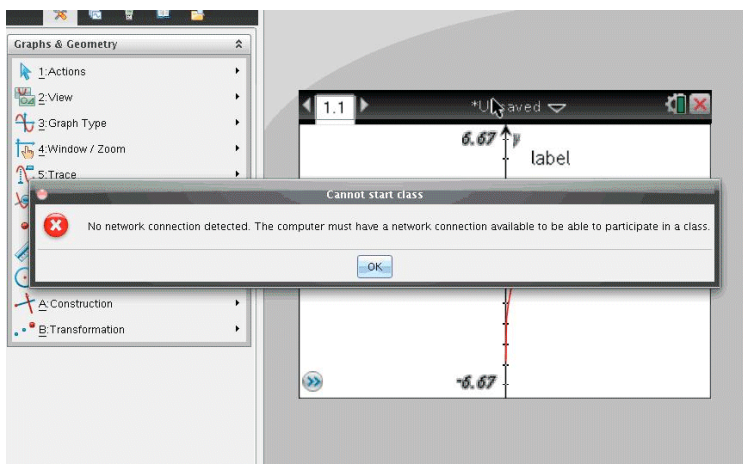 Graphs & Geometry
1:Actions
2:View
3:Graph Type
4:Window / Zoom
5:Trace
1.1
*Unsaved
6.67
y
label
Cannot start class
No network connection detected. The computer must have a network connection available to be able to participate in a class.
OK
A:Construction
B:Transformation
-6.67